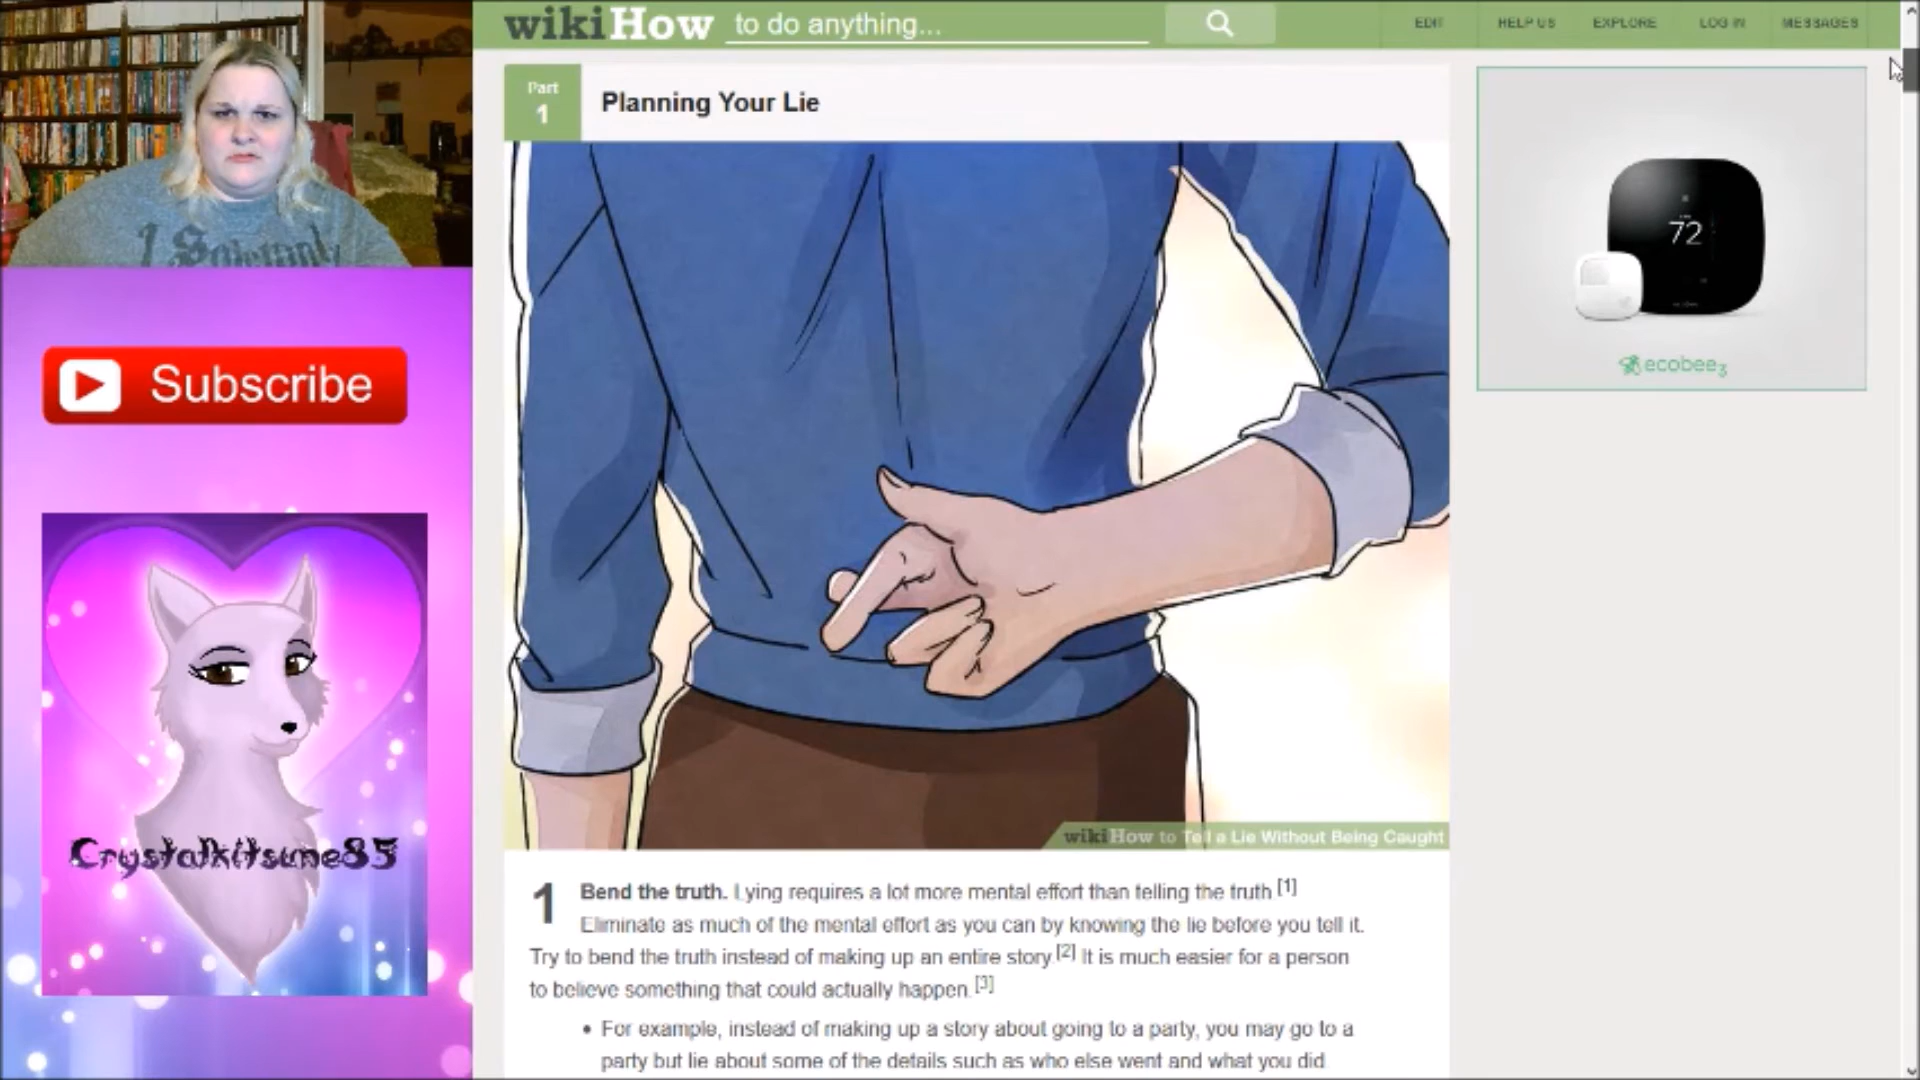 wikiHow to do anything...
EDIT
HELP US
EXPLORE
LOG IN
MESSAGES
Part
1
Planning Your Lie
72
ecobee3
Subscribe
Crystalkitsune85
wikiHow to Tell a Lie Without Being Caught
1 Bend the truth. Lying requires a lot more mental effort than telling the truth.[1]
Eliminate as much of the mental effort as you can by knowing the lie before you tell it.
Try to bend the truth instead of making up an entire story.[2] It is much easier for a person
to believe something that could actually happen.[3]
• For example, instead of making up a story about going to a party, you may go to a
party but lie about some of the details such as who else went and what you did